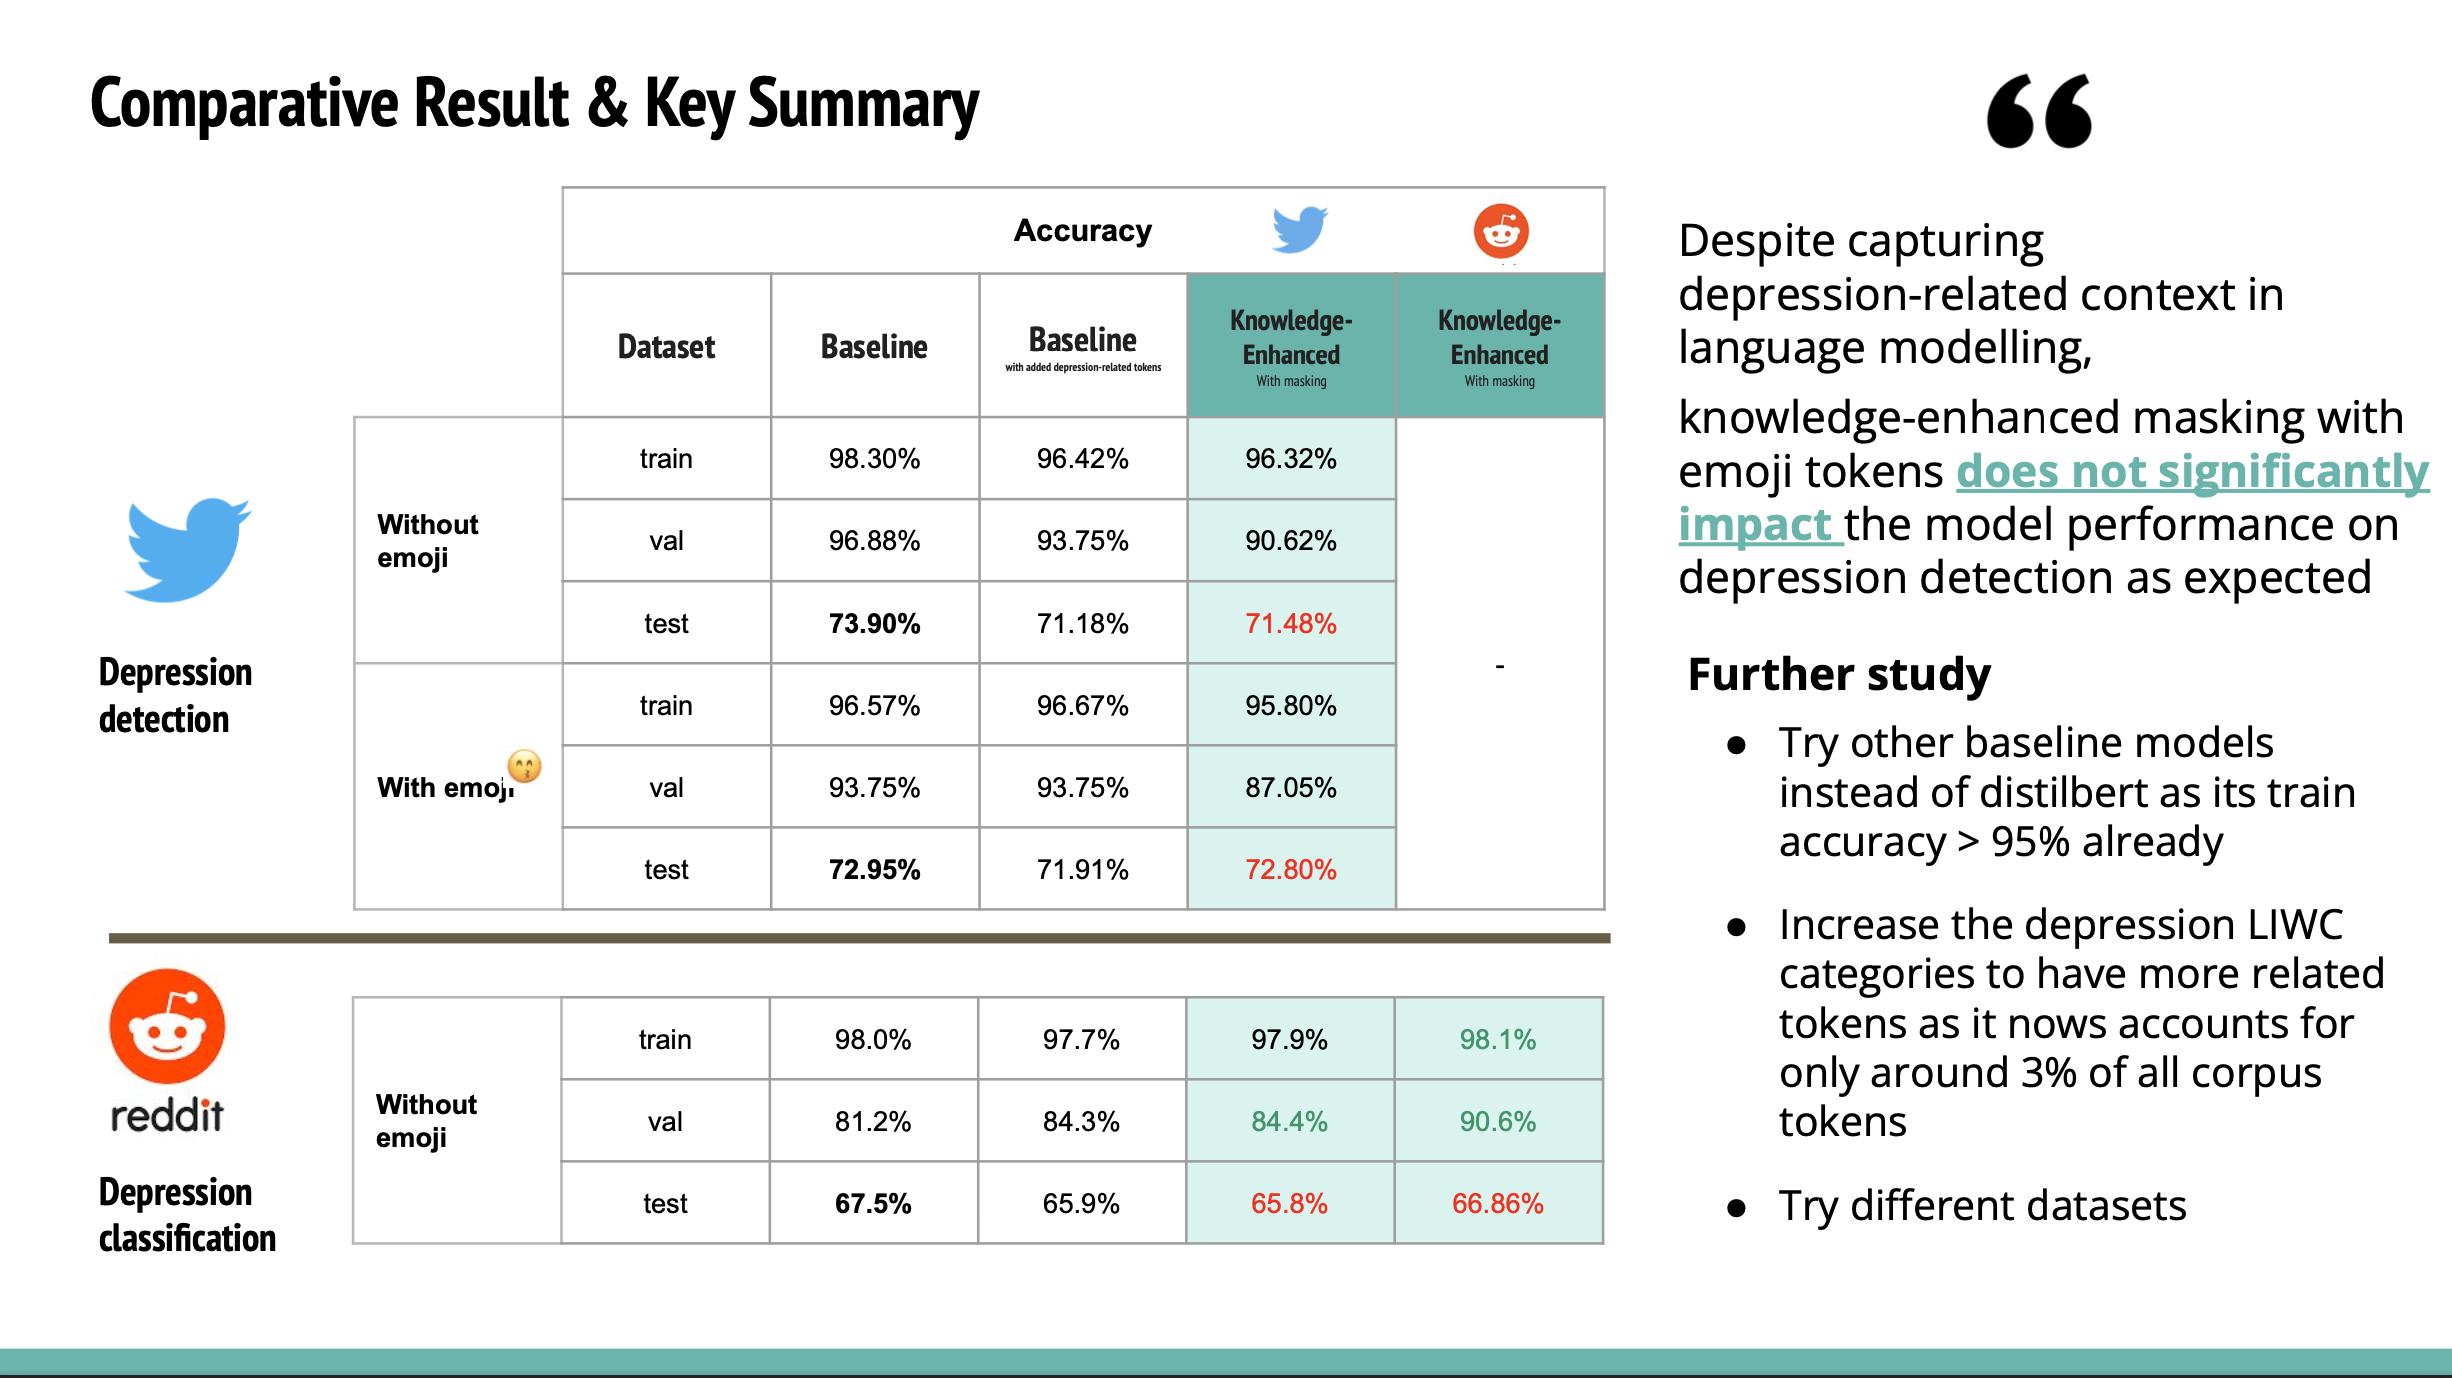 Comparative Result & Key Summary
Accuracy
Dataset
Baseline
Baseline
with added depression-related tokens
Knowledge-
Enhanced
With masking
Knowledge-
Enhanced
With masking
Depression
detection
Without
emoji
train
98.30%
96.42%
96.32%
val
96.88%
93.75%
90.62%
test
73.90%
71.18%
71.48%
-
With emoji
train
96.57%
96.67%
95.80%
val
93.75%
93.75%
87.05%
test
72.95%
71.91%
72.80%
reddit
Depression
classification
Without
emoji
train
98.0%
97.7%
97.9%
98.1%
val
81.2%
84.3%
84.4%
90.6%
test
67.5%
65.9%
65.8%
66.86%
“
Despite capturing
depression-related context in
language modelling,
knowledge-enhanced masking with
emoji tokens does not significantly
impact the model performance on
depression detection as expected
Further study
● Try other baseline models
instead of distilbert as its train
accuracy > 95% already
● Increase the depression LIWC
categories to have more related
tokens as it nows accounts for
only around 3% of all corpus
tokens
● Try different datasets